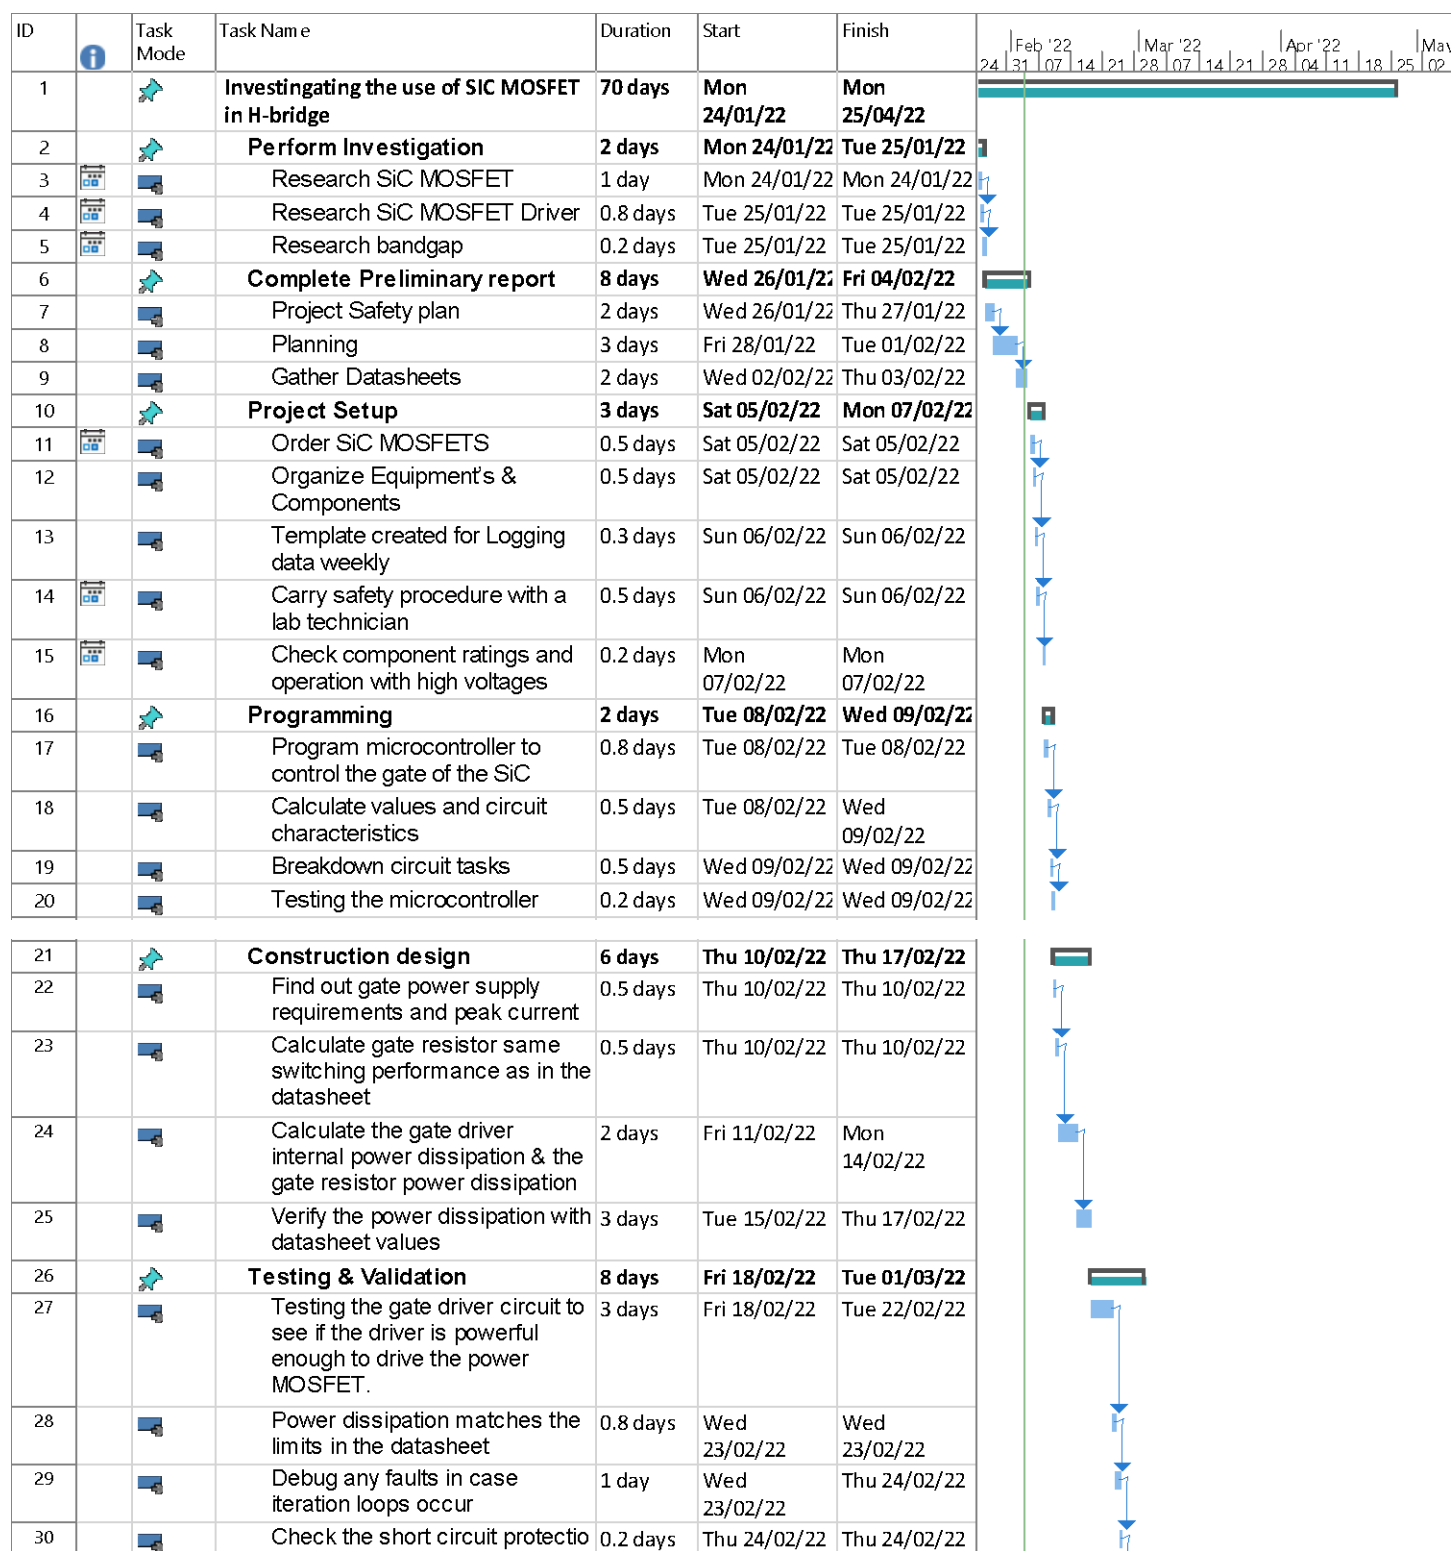 ID Task Mode Task Name Duration Start Finish
Feb '22 Mar '22 Apr '22 May
24 31 07 14 21 28 07 14 21 28 04 11 18 25 02
1 Investingating the use of SIC MOSFET 70 days Mon Mon
in H-bridge 24/01/22 25/04/22
2 Perform Investigation 2 days Mon 24/01/22 Tue 25/01/22
3 Research SiC MOSFET 1 day Mon 24/01/22 Mon 24/01/22
4 Research SiC MOSFET Driver 0.8 days Tue 25/01/22 Tue 25/01/22
5 Research bandgap 0.2 days Tue 25/01/22 Tue 25/01/22
6 Complete Preliminary report 8 days Wed 26/01/22 Fri 04/02/22
7 Project Safety plan 2 days Wed 26/01/22 Thu 27/01/22
8 Planning 3 days Fri 28/01/22 Tue 01/02/22
9 Gather Datasheets 2 days Wed 02/02/22 Thu 03/02/22
10 Project Setup 3 days Sat 05/02/22 Mon 07/02/22
11 Order SiC MOSFETS 0.5 days Sat 05/02/22 Sat 05/02/22
12 Organize Equipment's & 0.5 days Sat 05/02/22 Sat 05/02/22
Components
13 Template created for Logging 0.3 days Sun 06/02/22 Sun 06/02/22
data weekly
14 Carry safety procedure with a 0.5 days Sun 06/02/22 Sun 06/02/22
lab technician
15 Check component ratings and 0.2 days Mon Mon
operation with high voltages 07/02/22 07/02/22
16 Programming 2 days Tue 08/02/22 Wed 09/02/22
17 Program microcontroller to 0.8 days Tue 08/02/22 Tue 08/02/22
control the gate of the SiC
18 Calculate values and circuit 0.5 days Tue 08/02/22 Wed
characteristics 09/02/22
19 Breakdown circuit tasks 0.5 days Wed 09/02/22 Wed 09/02/22
20 Testing the microcontroller 0.2 days Wed 09/02/22 Wed 09/02/22
21 Construction design 6 days Thu 10/02/22 Thu 17/02/22
22 Find out gate power supply 0.5 days Thu 10/02/22 Thu 10/02/22
requirements and peak current
23 Calculate gate resistor same 0.5 days Thu 10/02/22 Thu 10/02/22
switching performance as in the
datasheet
24 Calculate the gate driver 2 days Fri 11/02/22 Mon
internal power dissipation & the 14/02/22
gate resistor power dissipation
25 Verify the power dissipation with 3 days Tue 15/02/22 Thu 17/02/22
datasheet values
26 Testing & Validation 8 days Fri 18/02/22 Tue 01/03/22
27 Testing the gate driver circuit to 3 days Fri 18/02/22 Tue 22/02/22
see if the driver is powerful
enough to drive the power
MOSFET.
28 Power dissipation matches the 0.8 days Wed Wed
limits in the datasheet 23/02/22 23/02/22
29 Debug any faults in case 1 day Wed Thu 24/02/22
iteration loops occur 23/02/22
30 Check the short circuit protectio 0.2 days Thu 24/02/22 Thu 24/02/22